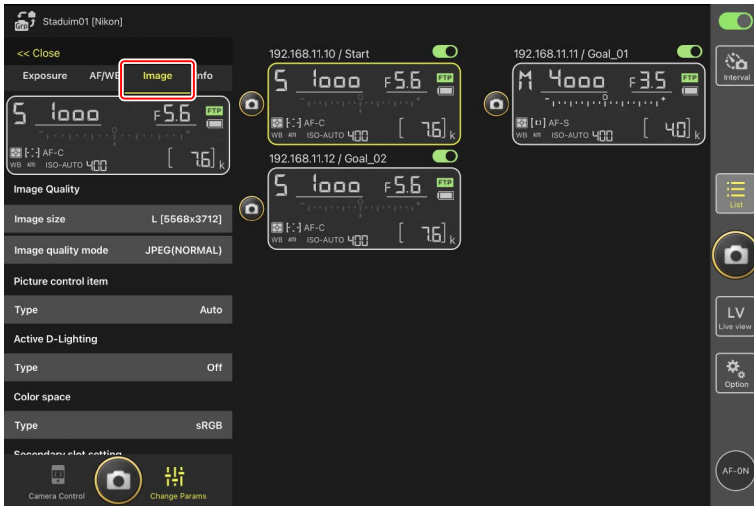 Grp
Staduim01 [Nikon]
<< Close
Exposure AF/WB Image Info
S 1000 F5.6 FTP
AF-C
WB ISO-AUTO 400 [ 7.6] k
Image Quality
Image size L [5568x3712]
Image quality mode JPEG(NORMAL)
Picture control item
Type Auto
Active D-Lighting
Type Off
Color space
Type sRGB
Secondary slot setting
Camera Control
Change Params
192.168.11.10 / Start
S 1000 F5.6 FTP
AF-C
WB ISO-AUTO 400 [ 7.6] k
192.168.11.11 / Goal_01
M 4000 F3.5 FTP
AF-S
WB ISO-AUTO 400 [ 4.0] k
192.168.11.12 / Goal_02
S 1000 F5.6 FTP
AF-C
WB ISO-AUTO 400 [ 7.6] k
Interval
List
LV
Live view
Option
AF-ON